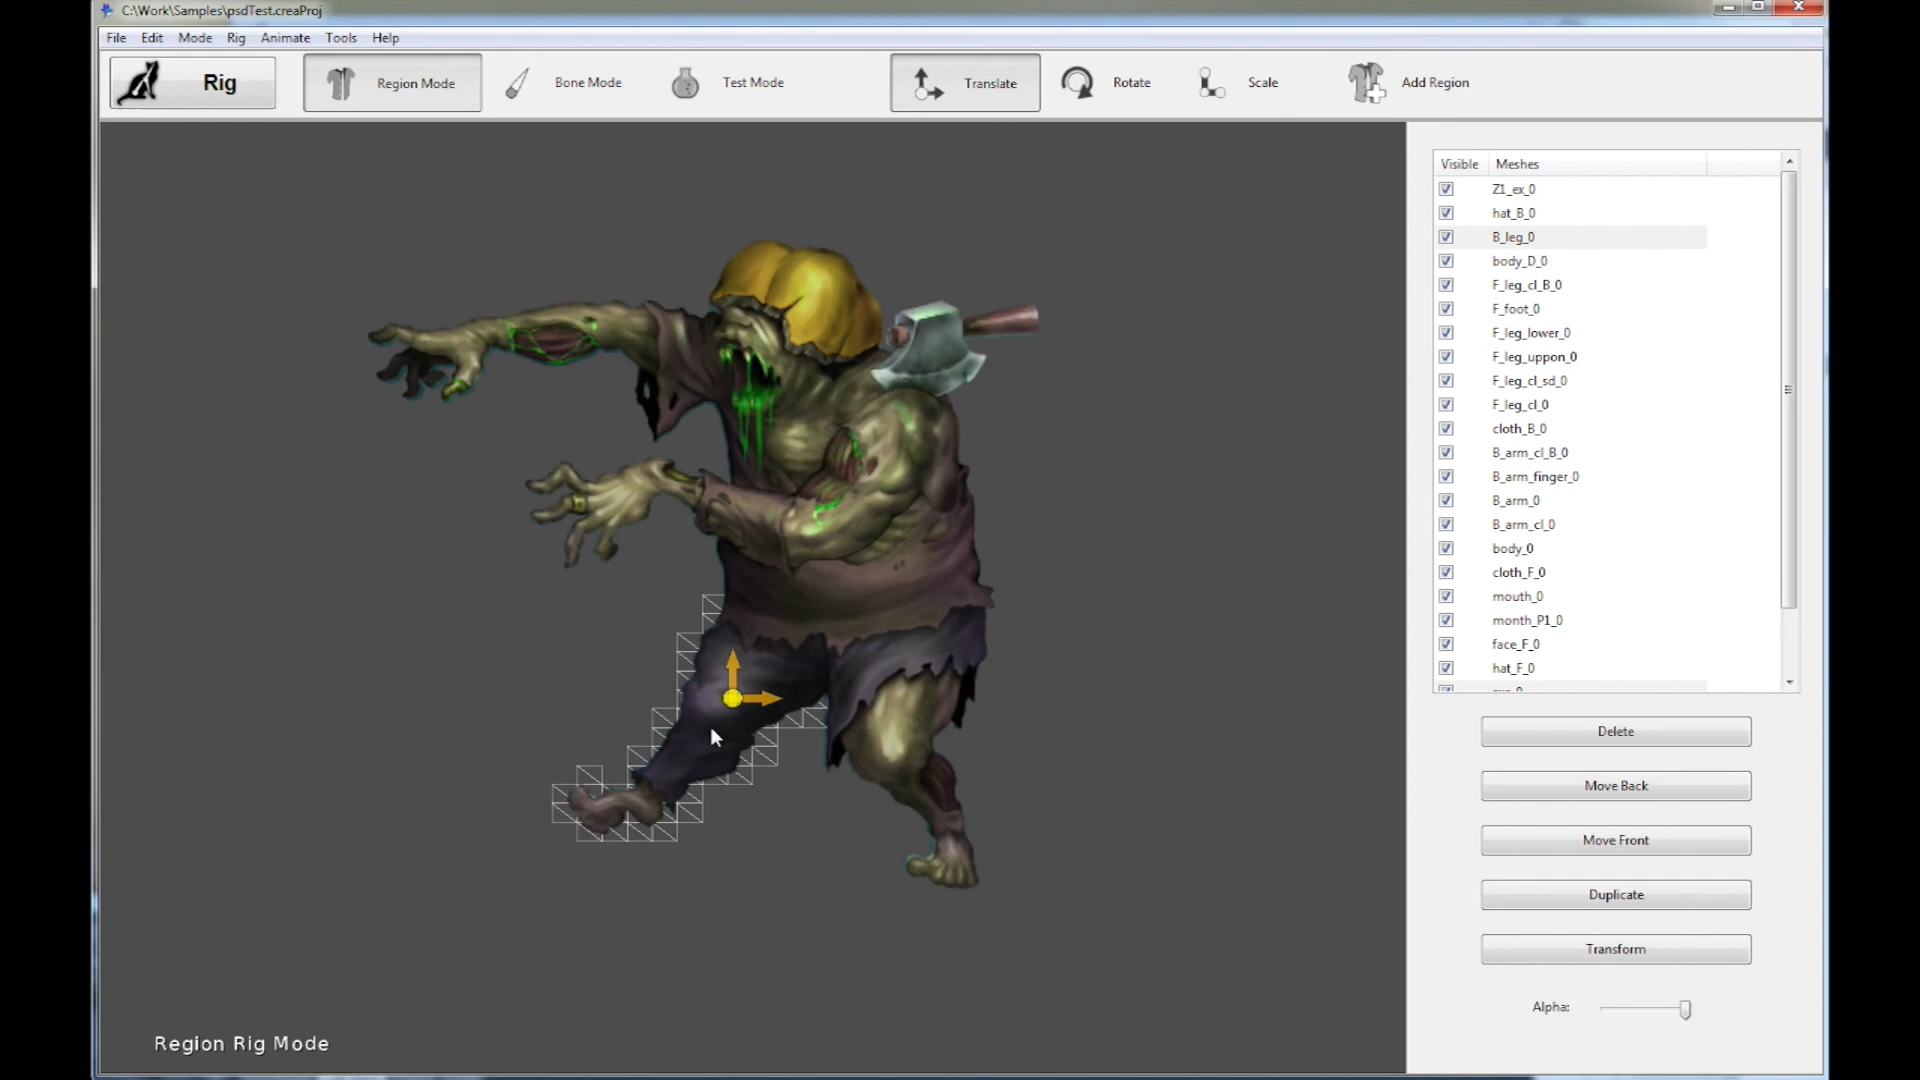 C:\Work\Samples\psdTest.creaProj
File Edit Mode Rig Animate Tools Help
Rig Region Mode Bone Mode Test Mode Translate Rotate Scale Add Region
Visible Meshes
Z1_ex_0
hat_B_0
B_leg_0
body_D_0
F_leg_cl_B_0
F_foot_0
F_leg_lower_0
F_leg_uppon_0
F_leg_cl_sd_0
F_leg_cl_0
cloth_B_0
B_arm_cl_B_0
B_arm_finger_0
B_arm_0
B_arm_cl_0
body_0
cloth_F_0
mouth_0
month_P1_0
face_F_0
hat_F_0
Delete
Move Back
Move Front
Duplicate
Transform
Alpha:
Region Rig Mode